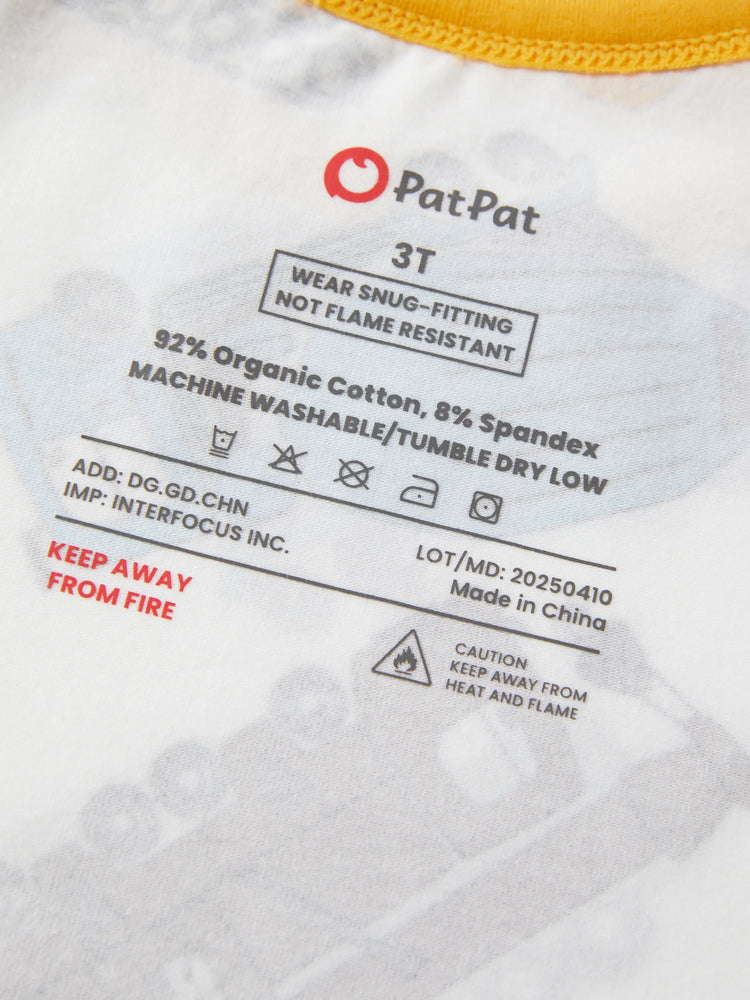 PatPat
3T
WEAR SNUG-FITTING
NOT FLAME RESISTANT
92% Organic Cotton, 8% Spandex
MACHINE WASHABLE/TUMBLE DRY LOW
ADD: DG.GD.CHN
IMP: INTERFOCUS INC.
LOT/MD: 20250410
Made in China
KEEP AWAY
FROM FIRE
CAUTION
KEEP AWAY FROM
HEAT AND FLAME